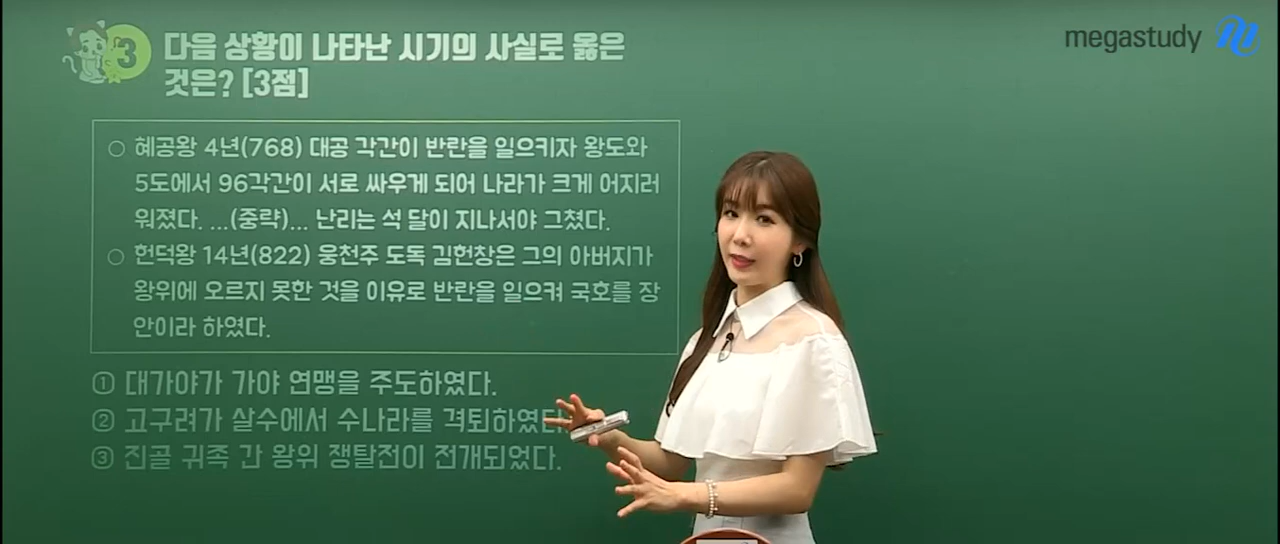 megastudy
3 다음 상황이 나타난 시기의 사실로 옳은
것은? [3점]
○ 혜공왕 4년(768) 대공 각간이 반란을 일으키자 왕도와
5도에서 96각간이 서로 싸우게 되어 나라가 크게 어지러
워졌다. ...(중략)... 난리는 석 달이 지나서야 그쳤다.
○ 헌덕왕 14년(822) 웅천주 도독 김헌창은 그의 아버지가
왕위에 오르지 못한 것을 이유로 반란을 일으켜 국호를 장
안이라 하였다.
① 대가야가 가야 연맹을 주도하였다.
② 고구려가 살수에서 수나라를 격퇴하였다.
③ 진골 귀족 간 왕위 쟁탈전이 전개되었다.